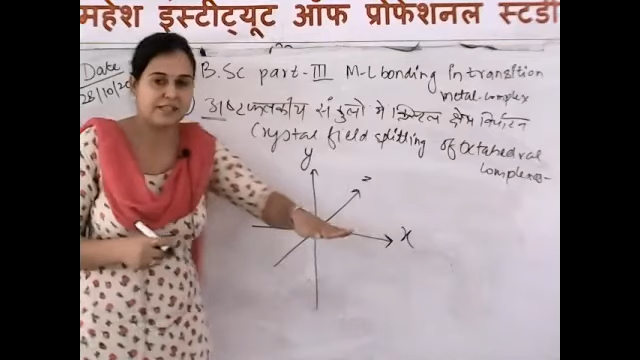 महेश इंस्टीट्यूट ऑफ प्रोफेशनल स्टडी
Date
28/10/20
B.Sc part-III M-L bonding in transition
metal-complex
अष्टफलकीय संकुलो में क्रिस्टल क्षेत्र विपाटन
Crystal field splitting of octahedral
complexes-
y
z
X